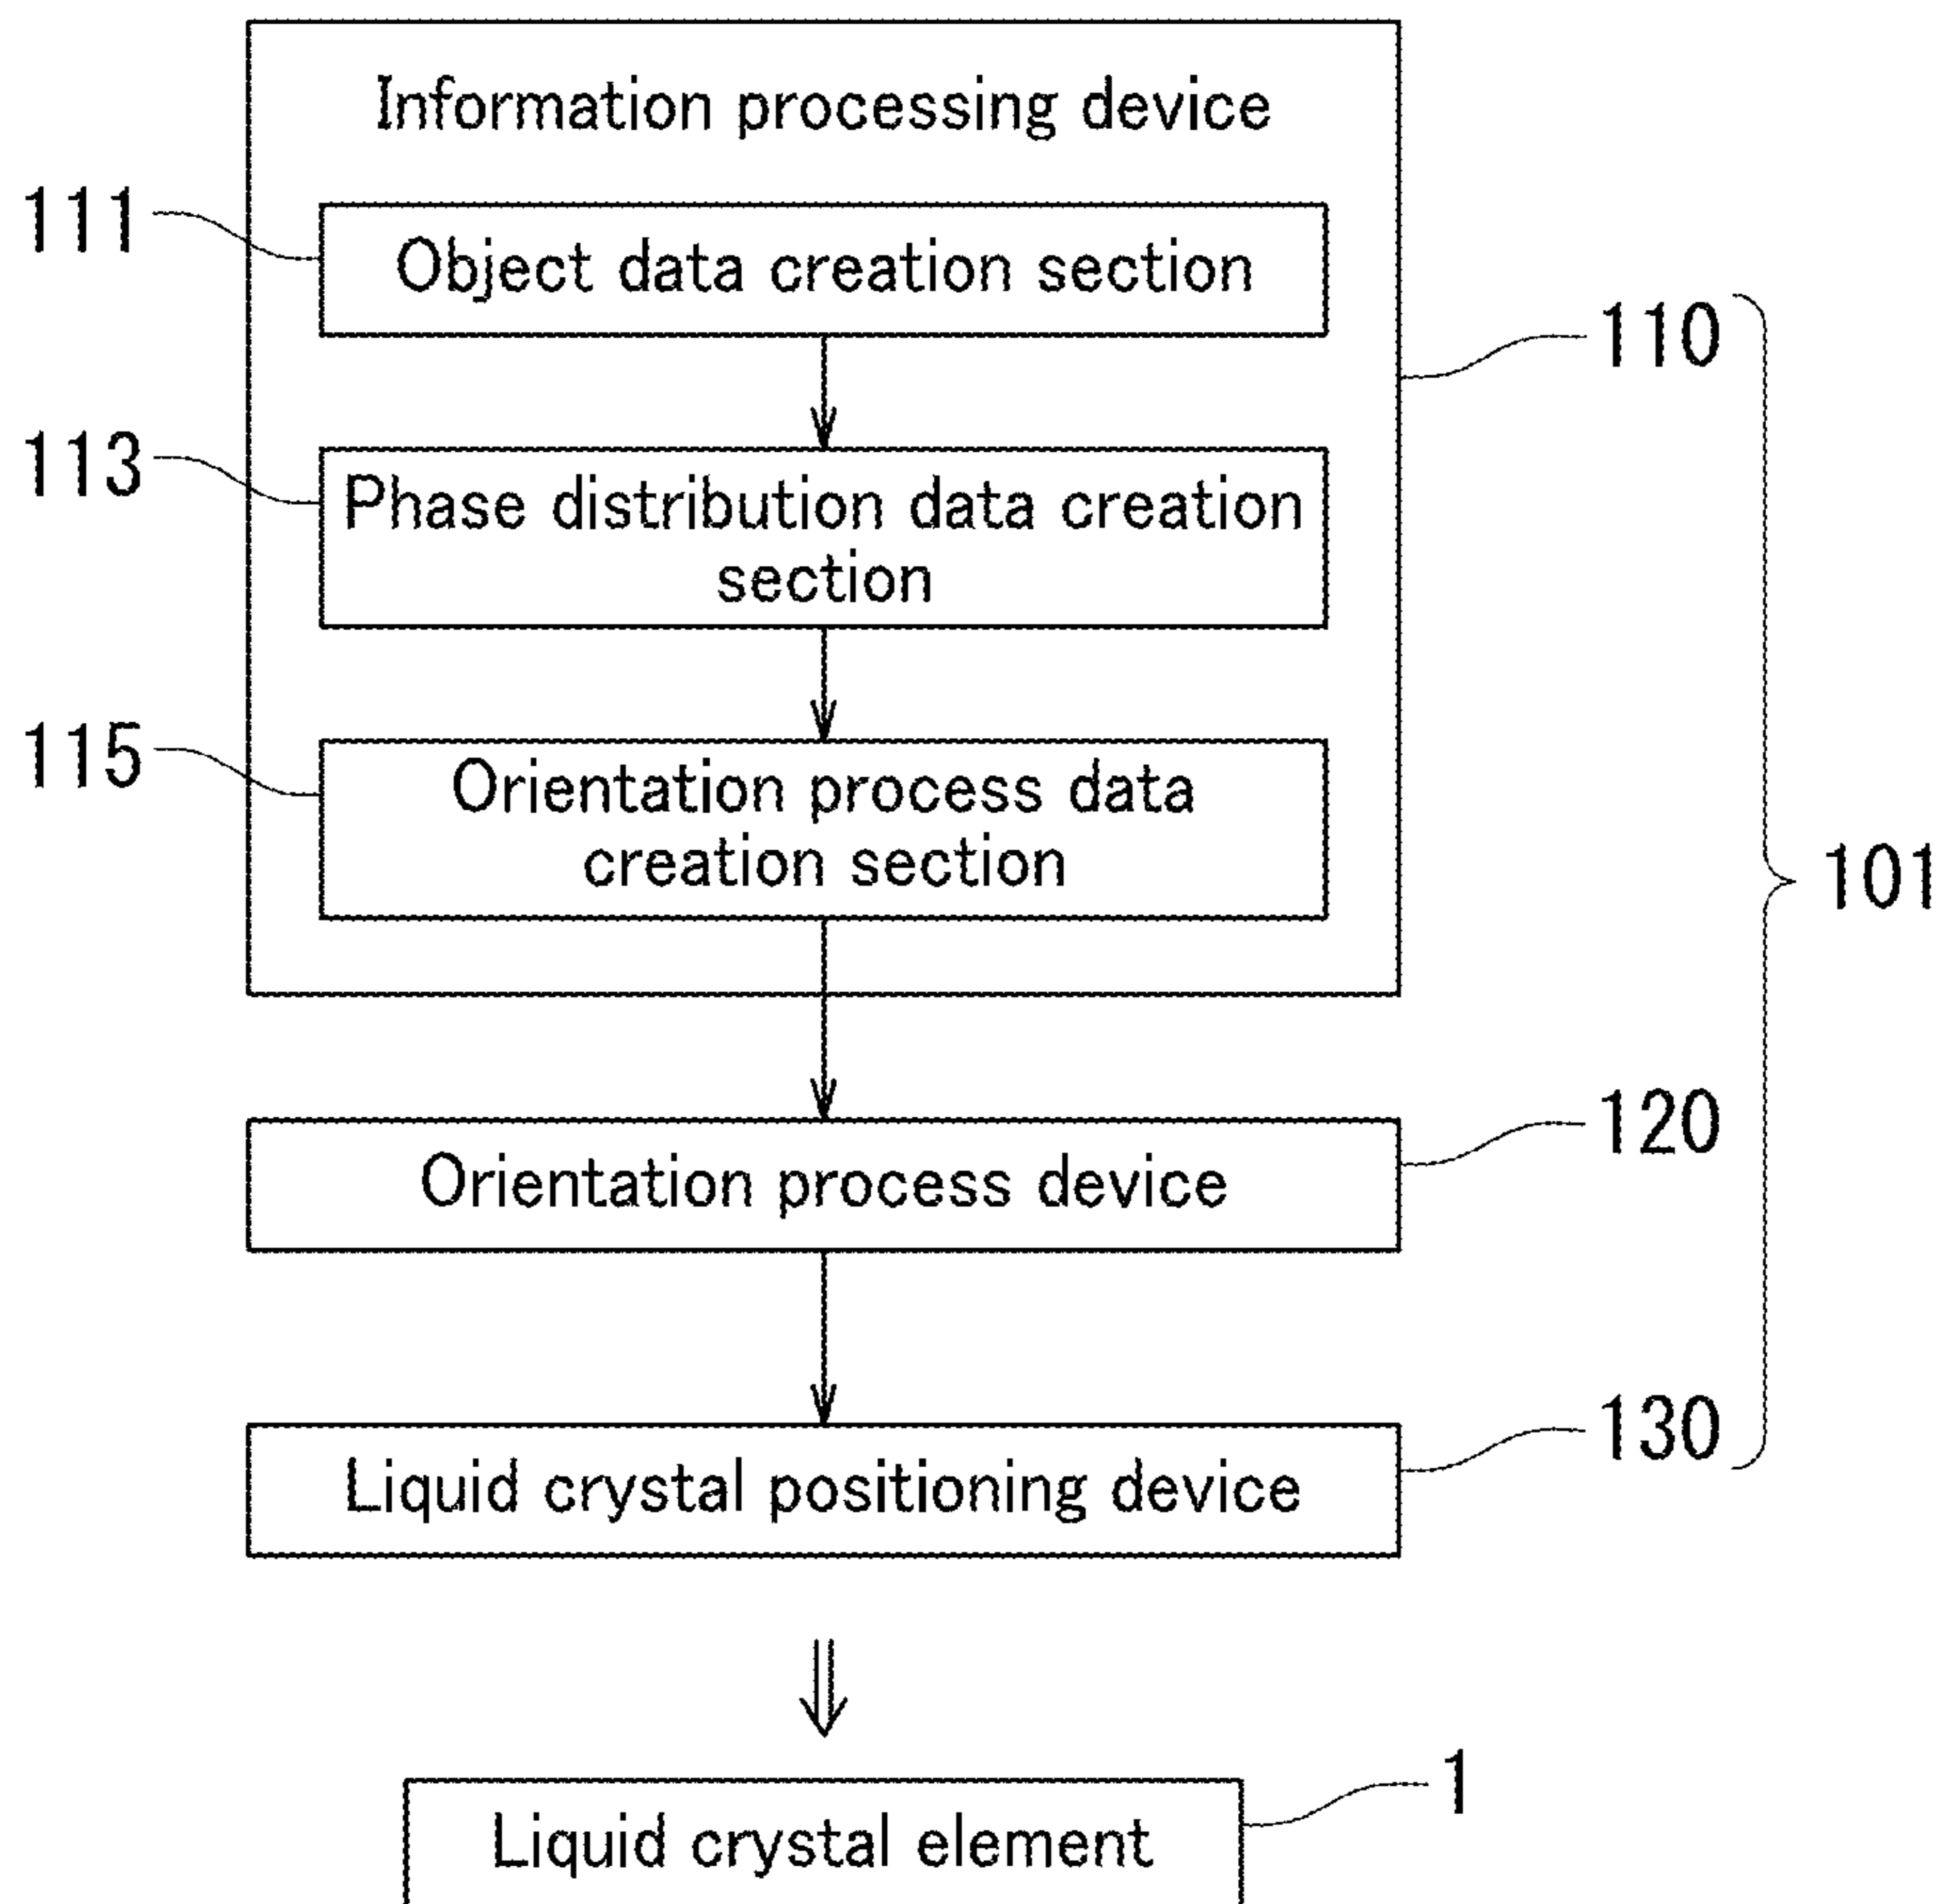 Information processing device
111
Object data creation section
110
113
Phase distribution data creation
section
115
Orientation process data
creation section
101
120
Orientation process device
130
Liquid crystal positioning device
1
Liquid crystal element